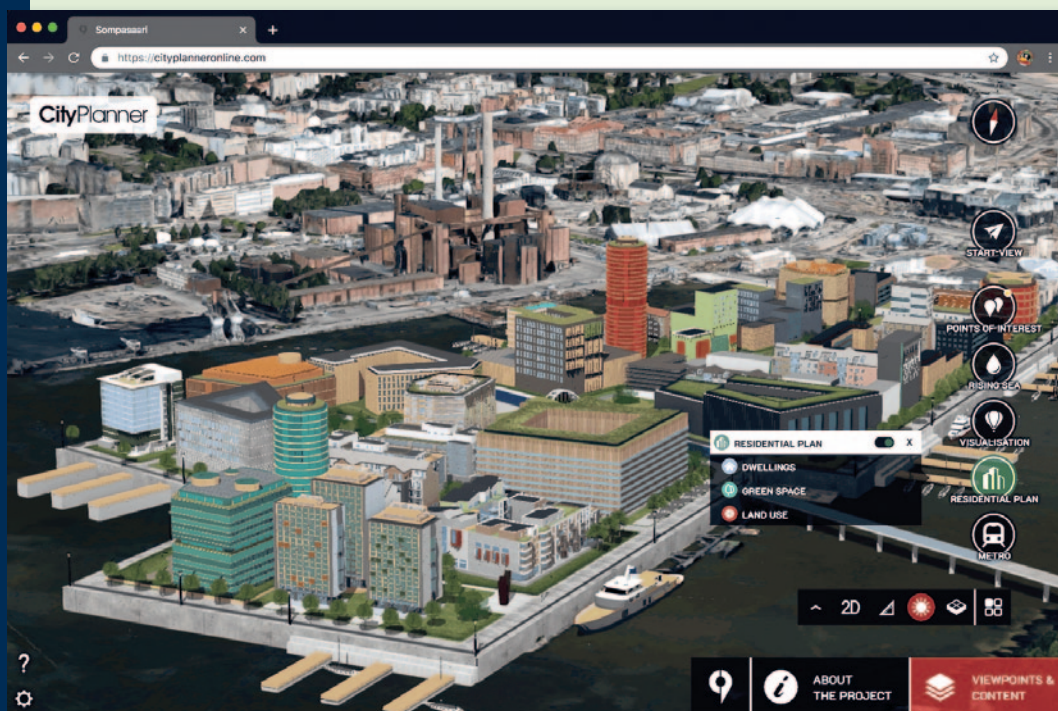 Sompasasrl
https://cityplanneronline.com
CityPlanner
START VIEW
POINTS OF INTEREST
RISING SEA
VISUALISATION
RESIDENTIAL PLAN X
DWELLINGS
GREEN SPACE
LAND USE
RESIDENTIAL PLAN
METRO
2D
?
i
ABOUT
THE PROJECT
VIEWPOINTS &
CONTENT